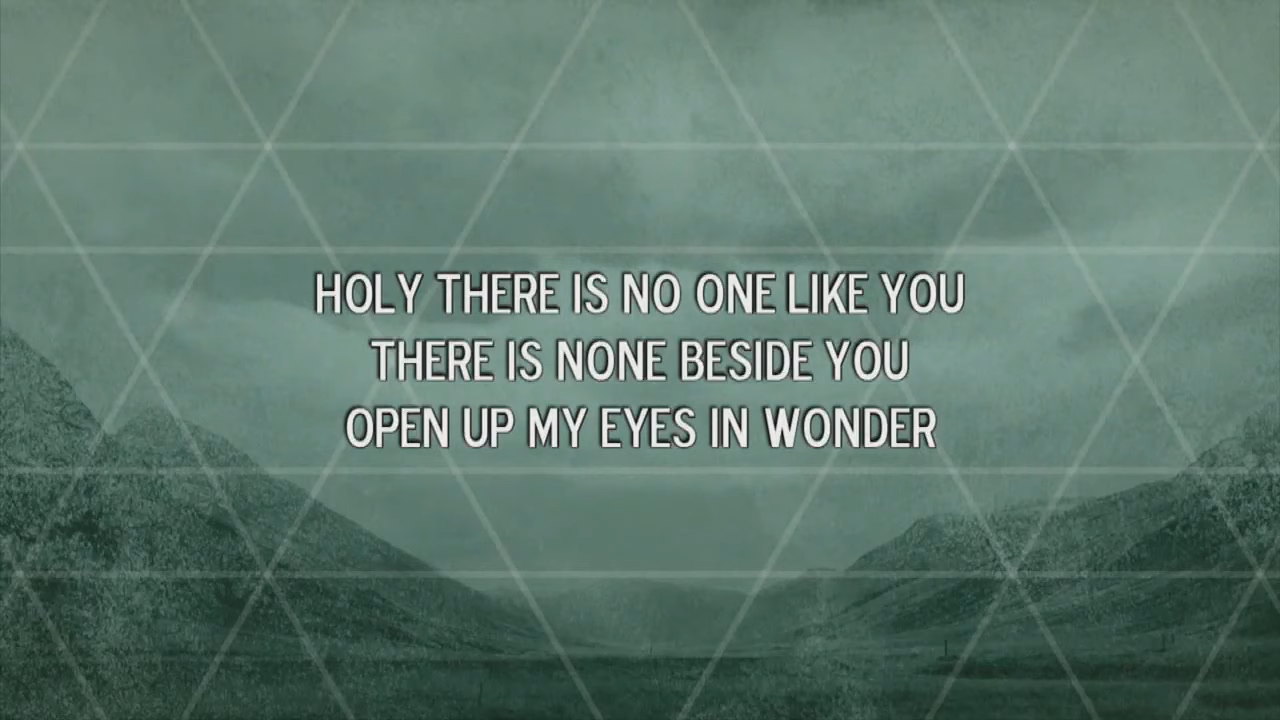 HOLY THERE IS NO ONE LIKE YOU
THERE IS NONE BESIDE YOU
OPEN UP MY EYES IN WONDER